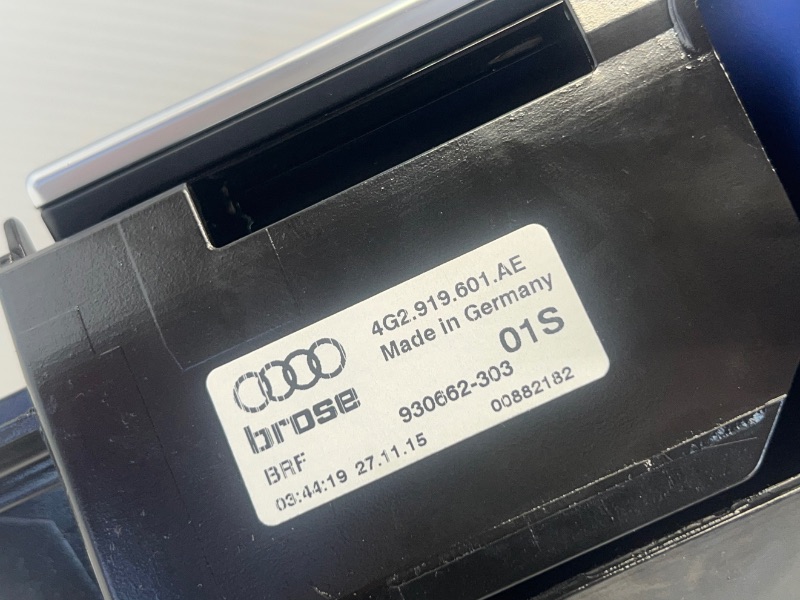 4G2.919.601.AE
Made in Germany
01S
brose
930662-303
BRF
00882182
03:44:19 27.11.15